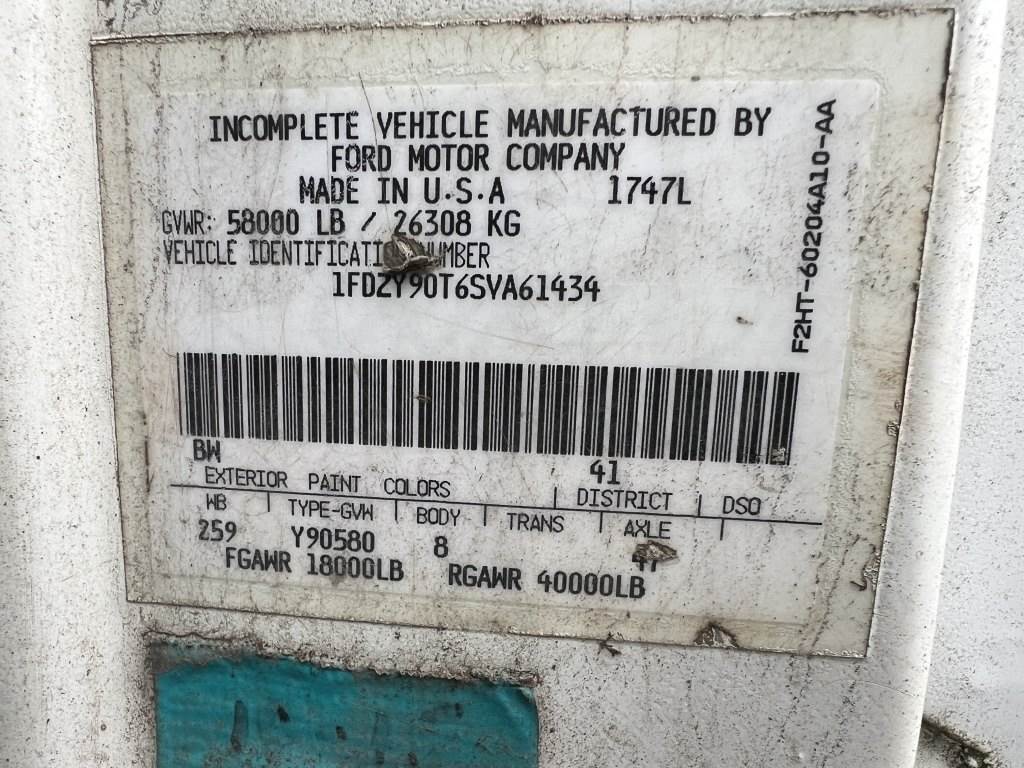 INCOMPLETE VEHICLE MANUFACTURED BY
FORD MOTOR COMPANY
MADE IN U.S.A 1747L
GVWR: 58000 LB / 26308 KG
VEHICLE IDENTIFICATION NUMBER
1FDZY90T6SVA61434
F2HT-60204A10-AA
BW 41
EXTERIOR PAINT COLORS DISTRICT DSO
WB TYPE-GVW BODY TRANS AXLE
259 Y90580 8
FGAWR 18000LB RGAWR 40000LB